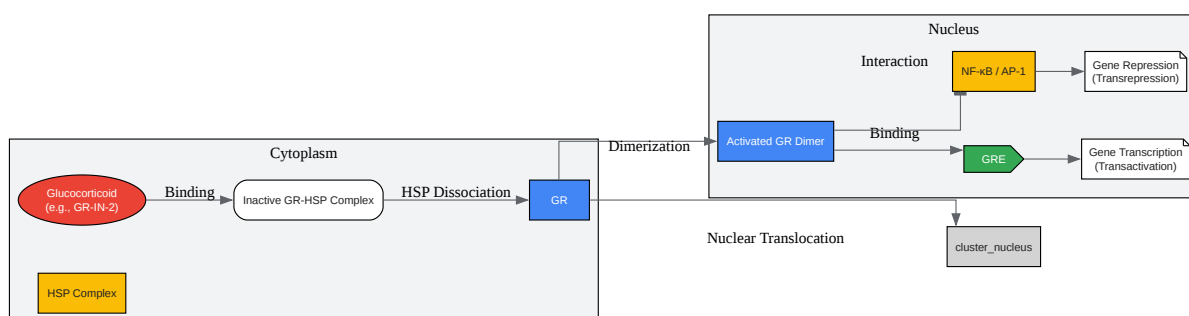 Nucleus
Interaction
NF-κB / AP-1
Gene Repression
(Transrepression)
Cytoplasm
Dimerization
Activated GR Dimer
Binding
GRE
Gene Transcription
(Transactivation)
Glucocorticoid
(e.g., GR-IN-2)
Binding
Inactive GR-HSP Complex
HSP Dissociation
GR
Nuclear Translocation
cluster_nucleus
HSP Complex